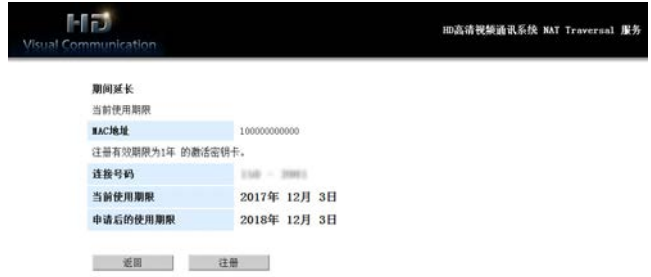 HD
Visual Communication
HD高清视频通讯系统 NAT Traversal 服务
期间延长
当前使用期限
MAC地址 100000000000
注册有效期限为1年 的激活密钥卡。
连接号码
当前使用期限 2017年 12月 3日
申请后的使用期限 2018年 12月 3日
返回 注册